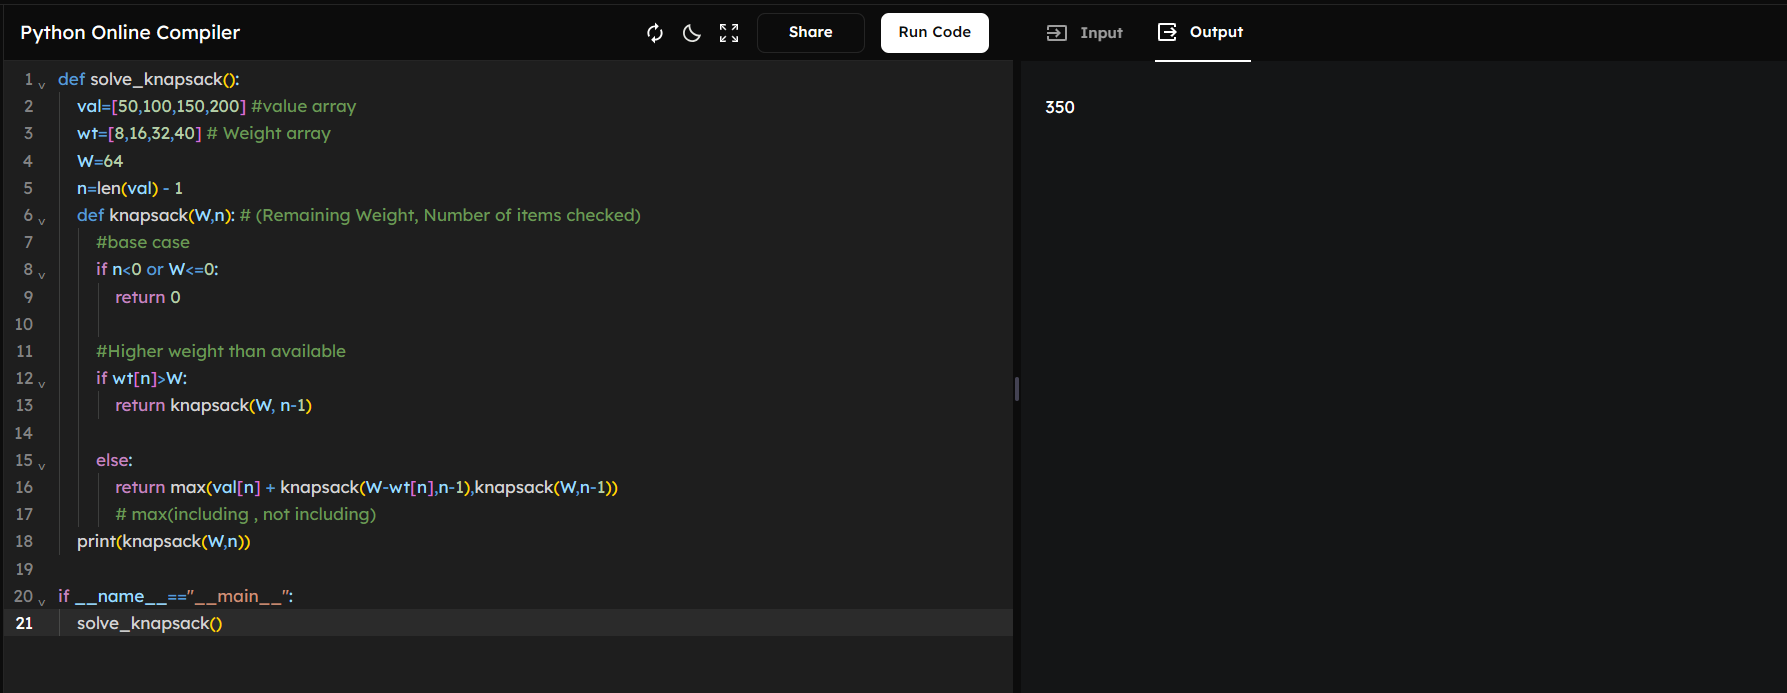 Python Online Compiler
Share
Run Code
Input
Output
1 def solve_knapsack():
2 val=[50,100,150,200] #value array
3 wt=[8,16,32,40] # Weight array
4 W=64
5 n=len(val) - 1
6 def knapsack(W,n): # (Remaining Weight, Number of items checked)
7 #base case
8 if n<0 or W<=0:
9 return 0
10
11 #Higher weight than available
12 if wt[n]>W:
13 return knapsack(W, n-1)
14
15 else:
16 return max(val[n] + knapsack(W-wt[n],n-1),knapsack(W,n-1))
17 # max(including , not including)
18 print(knapsack(W,n))
19
20 if __name__=="__main__":
21 solve_knapsack()
350